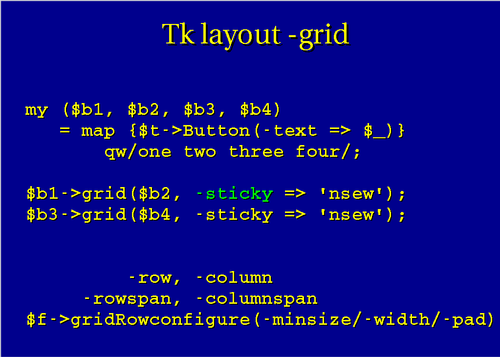 Tk layout -grid
my ($b1, $b2, $b3, $b4)
= map {$t->Button(-text => $_)}
qw/one two three four/;
$b1->grid($b2, -sticky => 'nsew');
$b3->grid($b4, -sticky => 'nsew');
-row, -column
-rowspan, -columnspan
$f->gridRowconfigure(-minsize/-width/-pad)